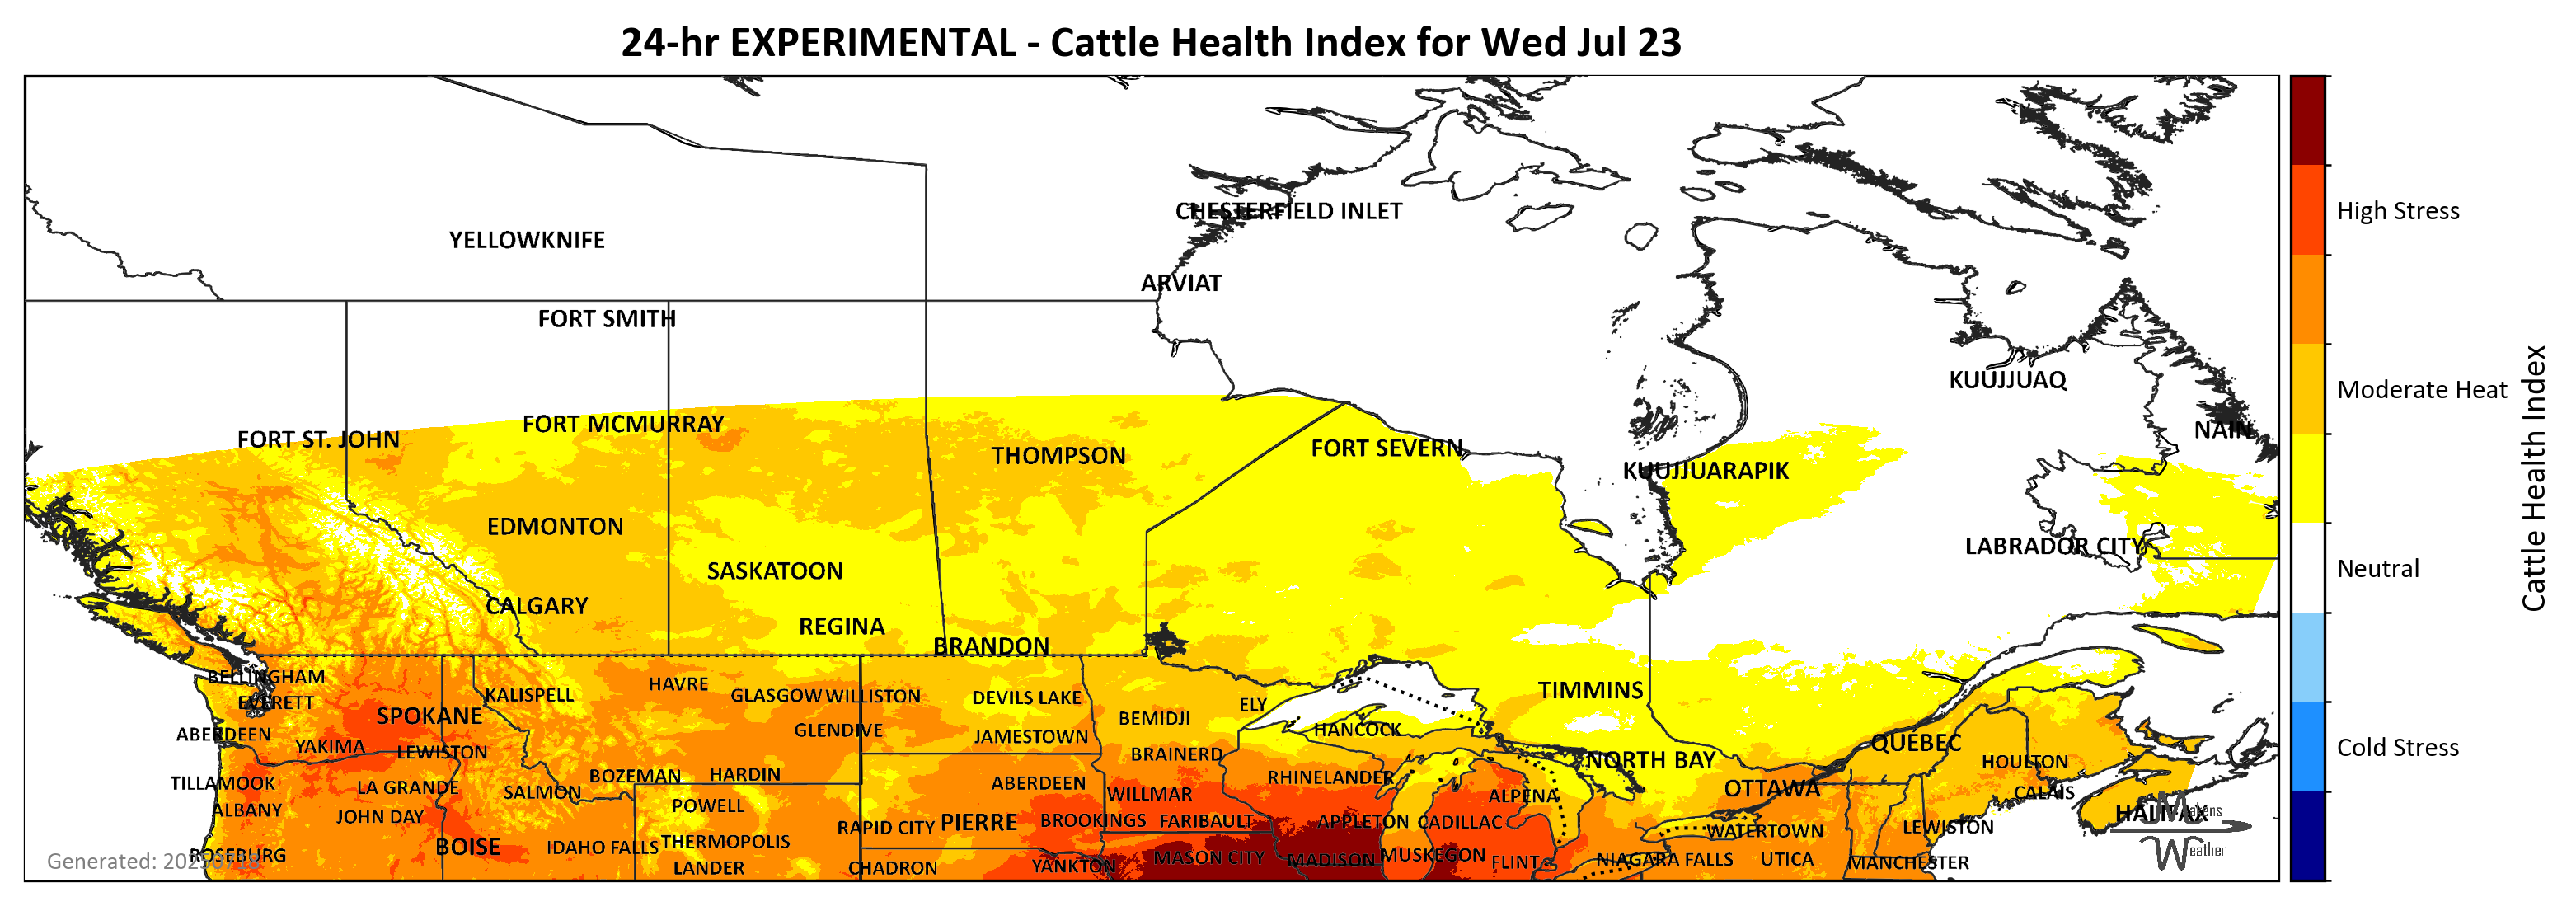 24-hr EXPERIMENTAL - Cattle Health Index for Wed Jul 23
CHESTERFIELD INLET
High Stress
YELLOWKNIFE
ARVIAT
FORT SMITH
KUUJJUAQ
Moderate Heat
FORT MCMURRAY
NAIN
FORT ST. JOHN
FORT SEVERN
THOMPSON
KUUJJUARAPIK
Cattle Health Index
EDMONTON
LABRADOR CITY
SASKATOON
Neutral
CALGARY
REGINA
BRANDON
BELLINGHAM
HAVRE
TIMMINS
EVERETT
KALISPELL
GLASGOW
WILLISTON
DEVILS LAKE
ELY
SPOKANE
BEMIDJI
ABERDEEN
GLENDIVE
JAMESTOWN
HANCOCK
QUEBEC
YAKIMA
LEWISTON
BRAINERD
Cold Stress
NORTH BAY
HOULTON
BOZEMAN
HARDIN
RHINELANDER
TILLAMOOK
LA GRANDE
SALMON
ABERDEEN
WILLMAR
ALPENA
OTTAWA
CALAIS
ALBANY
JOHN DAY
POWELL
HALIFAX
RAPID CITY
PIERRE
BROOKINGS
FARIBAULT
APPLETON
CADILLAC
WATERTOWN
LEWISTON
BOISE
IDAHO FALLS
THERMOPOLIS
Weather
ROSEBURG
Generated:
MASON CITY
MADISON
MUSKEGON
FLINT
NIAGARA FALLS
UTICA
MANCHESTER
LANDER
CHADRON
YANKTON